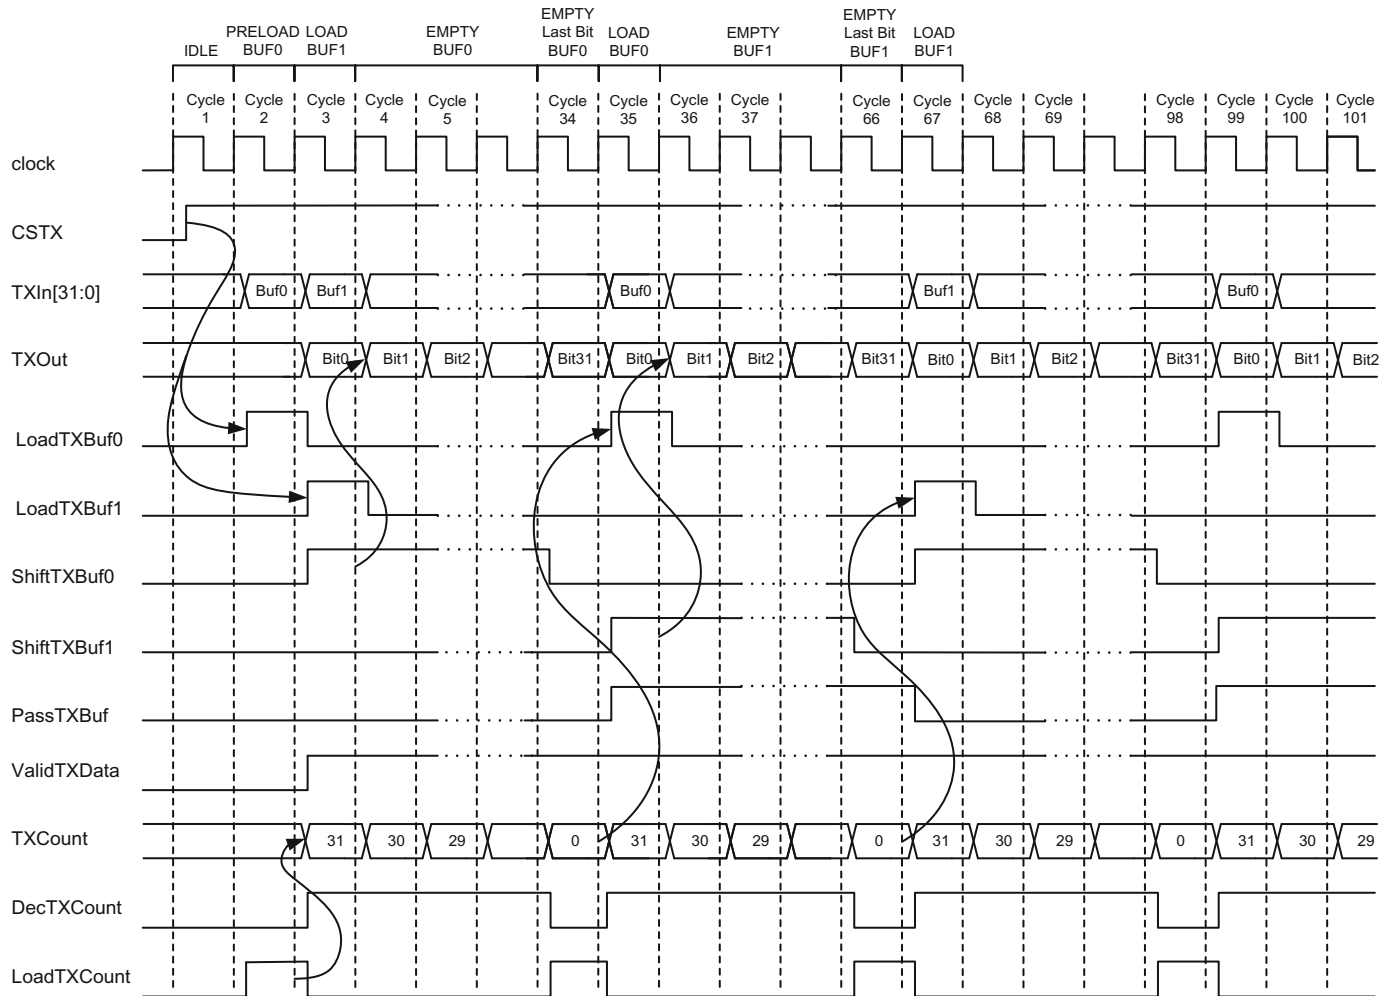 EMPTY Last Bit BUF0
EMPTY Last Bit BUF1
IDLE
PRELOAD BUF0
LOAD BUF1
EMPTY BUF0
LOAD BUF0
EMPTY BUF1
LOAD BUF1
Cycle 1 Cycle 2 Cycle 3 Cycle 4 Cycle 5 Cycle 34 Cycle 35 Cycle 36 Cycle 37 Cycle 66 Cycle 67 Cycle 68 Cycle 69 Cycle 98 Cycle 99 Cycle 100 Cycle 101
clock
CSTX
TXIn[31:0] Buf0 Buf1 Buf0 Buf1 Buf0
TXOut Bit0 Bit1 Bit2 Bit31 Bit0 Bit1 Bit2 Bit31 Bit0 Bit1 Bit2 Bit31 Bit0 Bit1 Bit2
LoadTXBuf0
LoadTXBuf1
ShiftTXBuf0
ShiftTXBuf1
PassTXBuf
ValidTXData
TXCount 31 30 29 0 31 30 29 0 31 30 29 0 31 30 29
DecTXCount
LoadTXCount